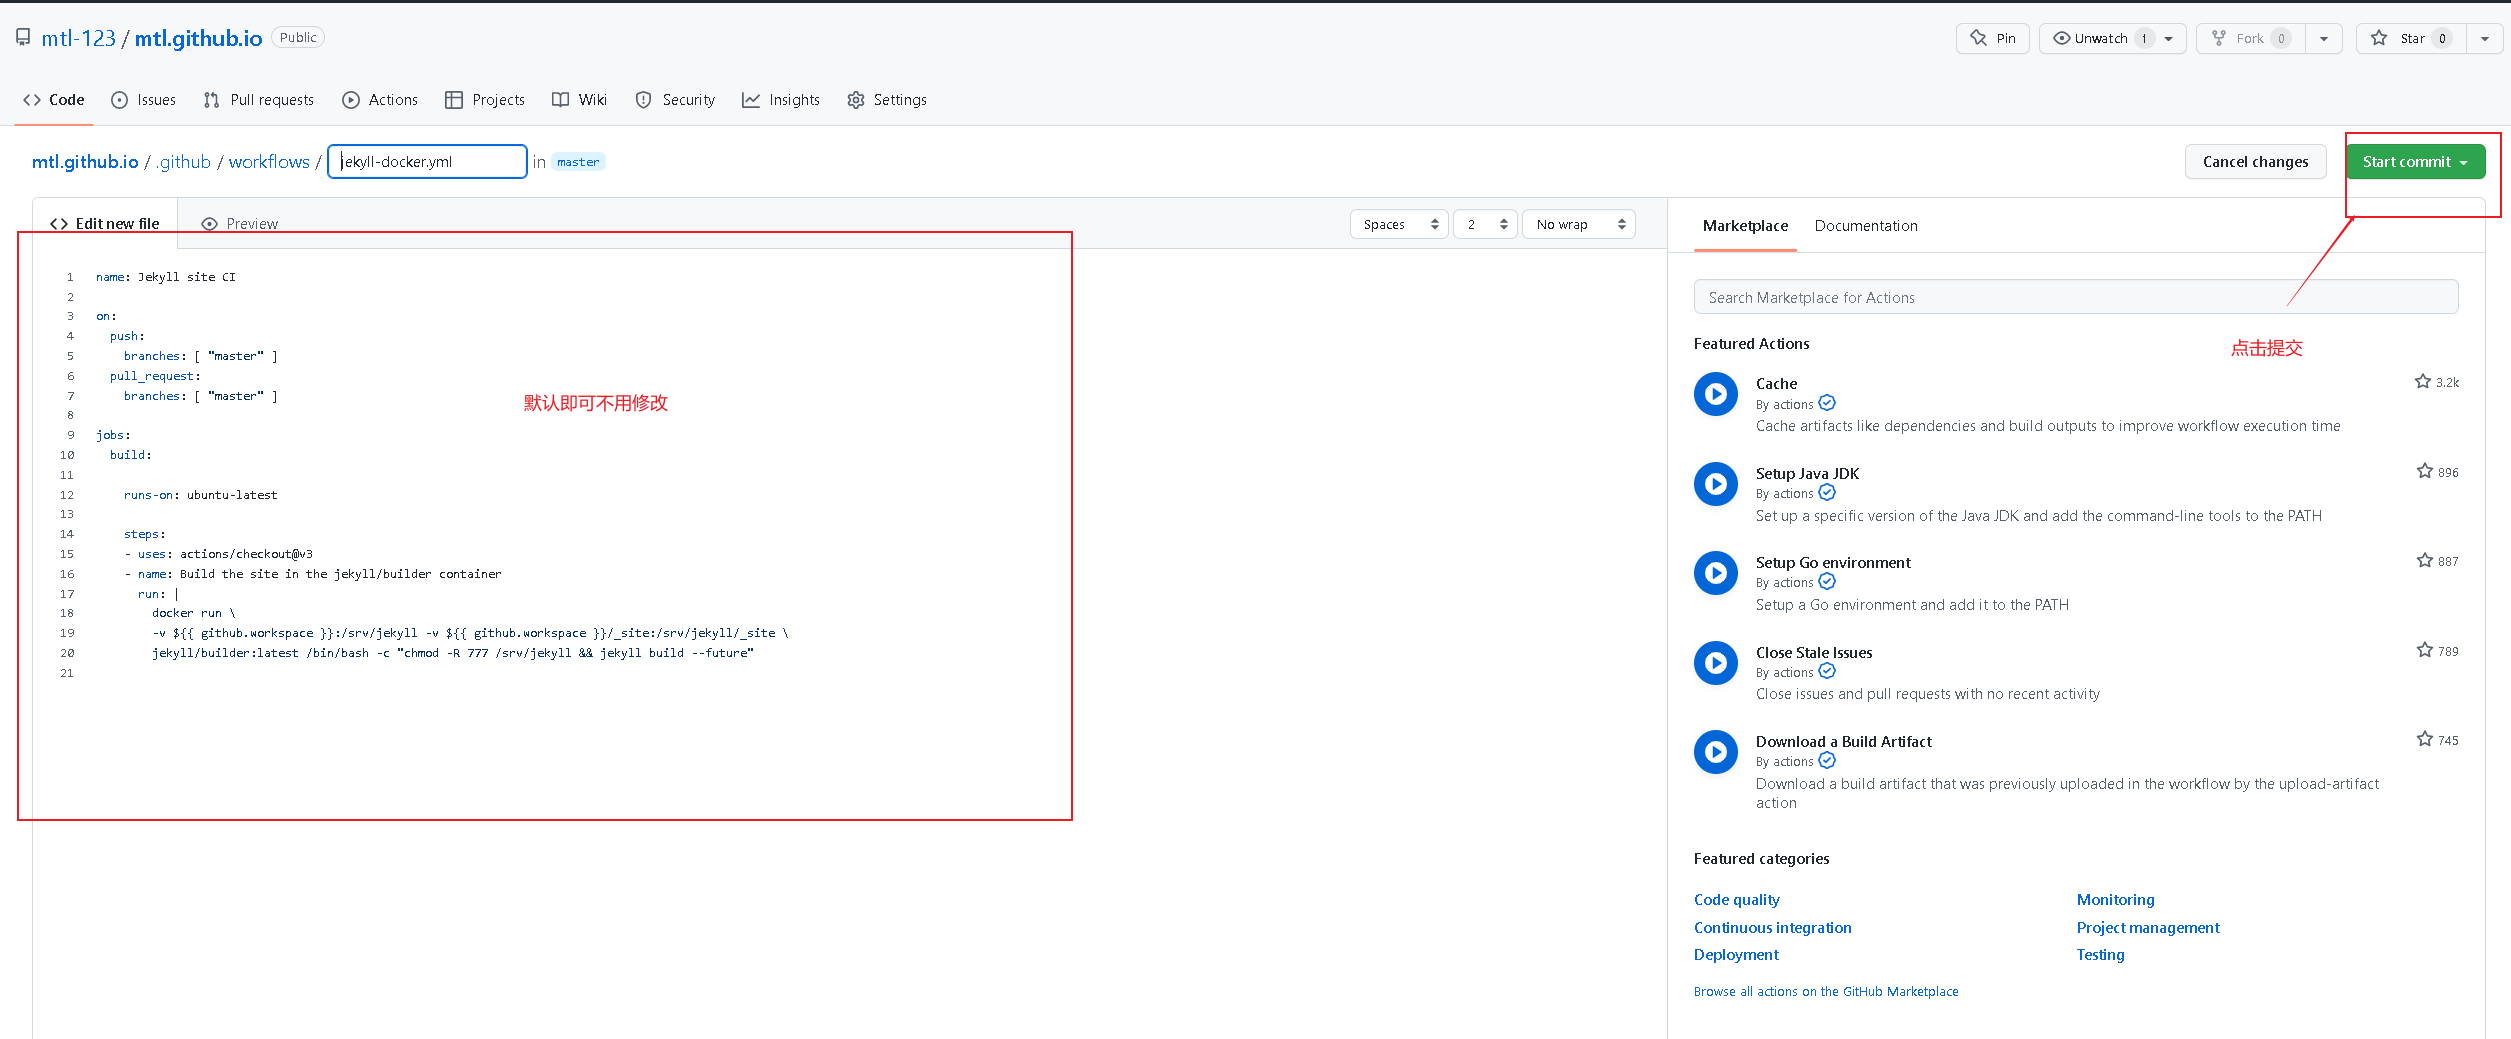 mtl-123 / mtl.github.io Public
Pin Unwatch 1 Fork 0 Star 0
Code Issues Pull requests Actions Projects Wiki Security Insights Settings
mtl.github.io / .github / workflows / jekyll-docker.yml in master
Cancel changes Start commit
Edit new file Preview
Spaces 2 No wrap
1 name: Jekyll site CI
2
3 on:
4   push:
5     branches: [ "master" ]
6   pull_request:
7     branches: [ "master" ]
8
9 jobs:
10   build:
11
12     runs-on: ubuntu-latest
13
14     steps:
15     - uses: actions/checkout@v3
16     - name: Build the site in the jekyll/builder container
17       run: |
18         docker run \
19         -v ${{ github.workspace }}:/srv/jekyll -v ${{ github.workspace }}/_site:/srv/jekyll/_site \
20         jekyll/builder:latest /bin/bash -c "chmod -R 777 /srv/jekyll && jekyll build --future"
21
默认即可不用修改
Marketplace Documentation
Search Marketplace for Actions
点击提交
Featured Actions
Cache 3.2k
By actions
Cache artifacts like dependencies and build outputs to improve workflow execution time
Setup Java JDK 896
By actions
Set up a specific version of the Java JDK and add the command-line tools to the PATH
Setup Go environment 887
By actions
Setup a Go environment and add it to the PATH
Close Stale Issues 789
By actions
Close issues and pull requests with no recent activity
Download a Build Artifact 745
By actions
Download a build artifact that was previously uploaded in the workflow by the upload-artifact
action
Featured categories
Code quality Monitoring
Continuous integration Project management
Deployment Testing
Browse all actions on the GitHub Marketplace